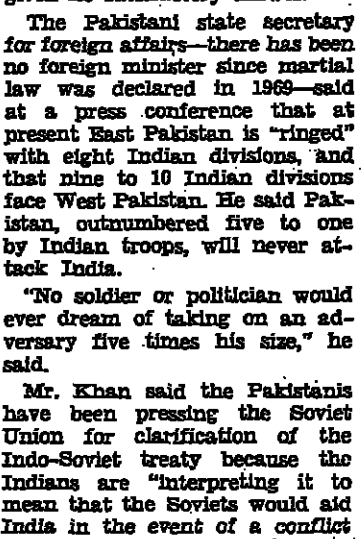 The Pakistani state secretary
for foreign affairs—there has been
no foreign minister since martial
law was declared in 1969—said
at a press conference that at
present East Pakistan is "ringed"
with eight Indian divisions, and
that nine to 10 Indian divisions
face West Pakistan. He said Pak-
istan, outnumbered five to one
by Indian troops, will never at-
tack India.
"No soldier or politician would
ever dream of taking on an ad-
versary five times his size," he
said.
Mr. Khan said the Pakistanis
have been pressing the Soviet
Union for clarification of the
Indo-Soviet treaty because the
Indians are "interpreting it to
mean that the Soviets would aid
India in the event of a conflict